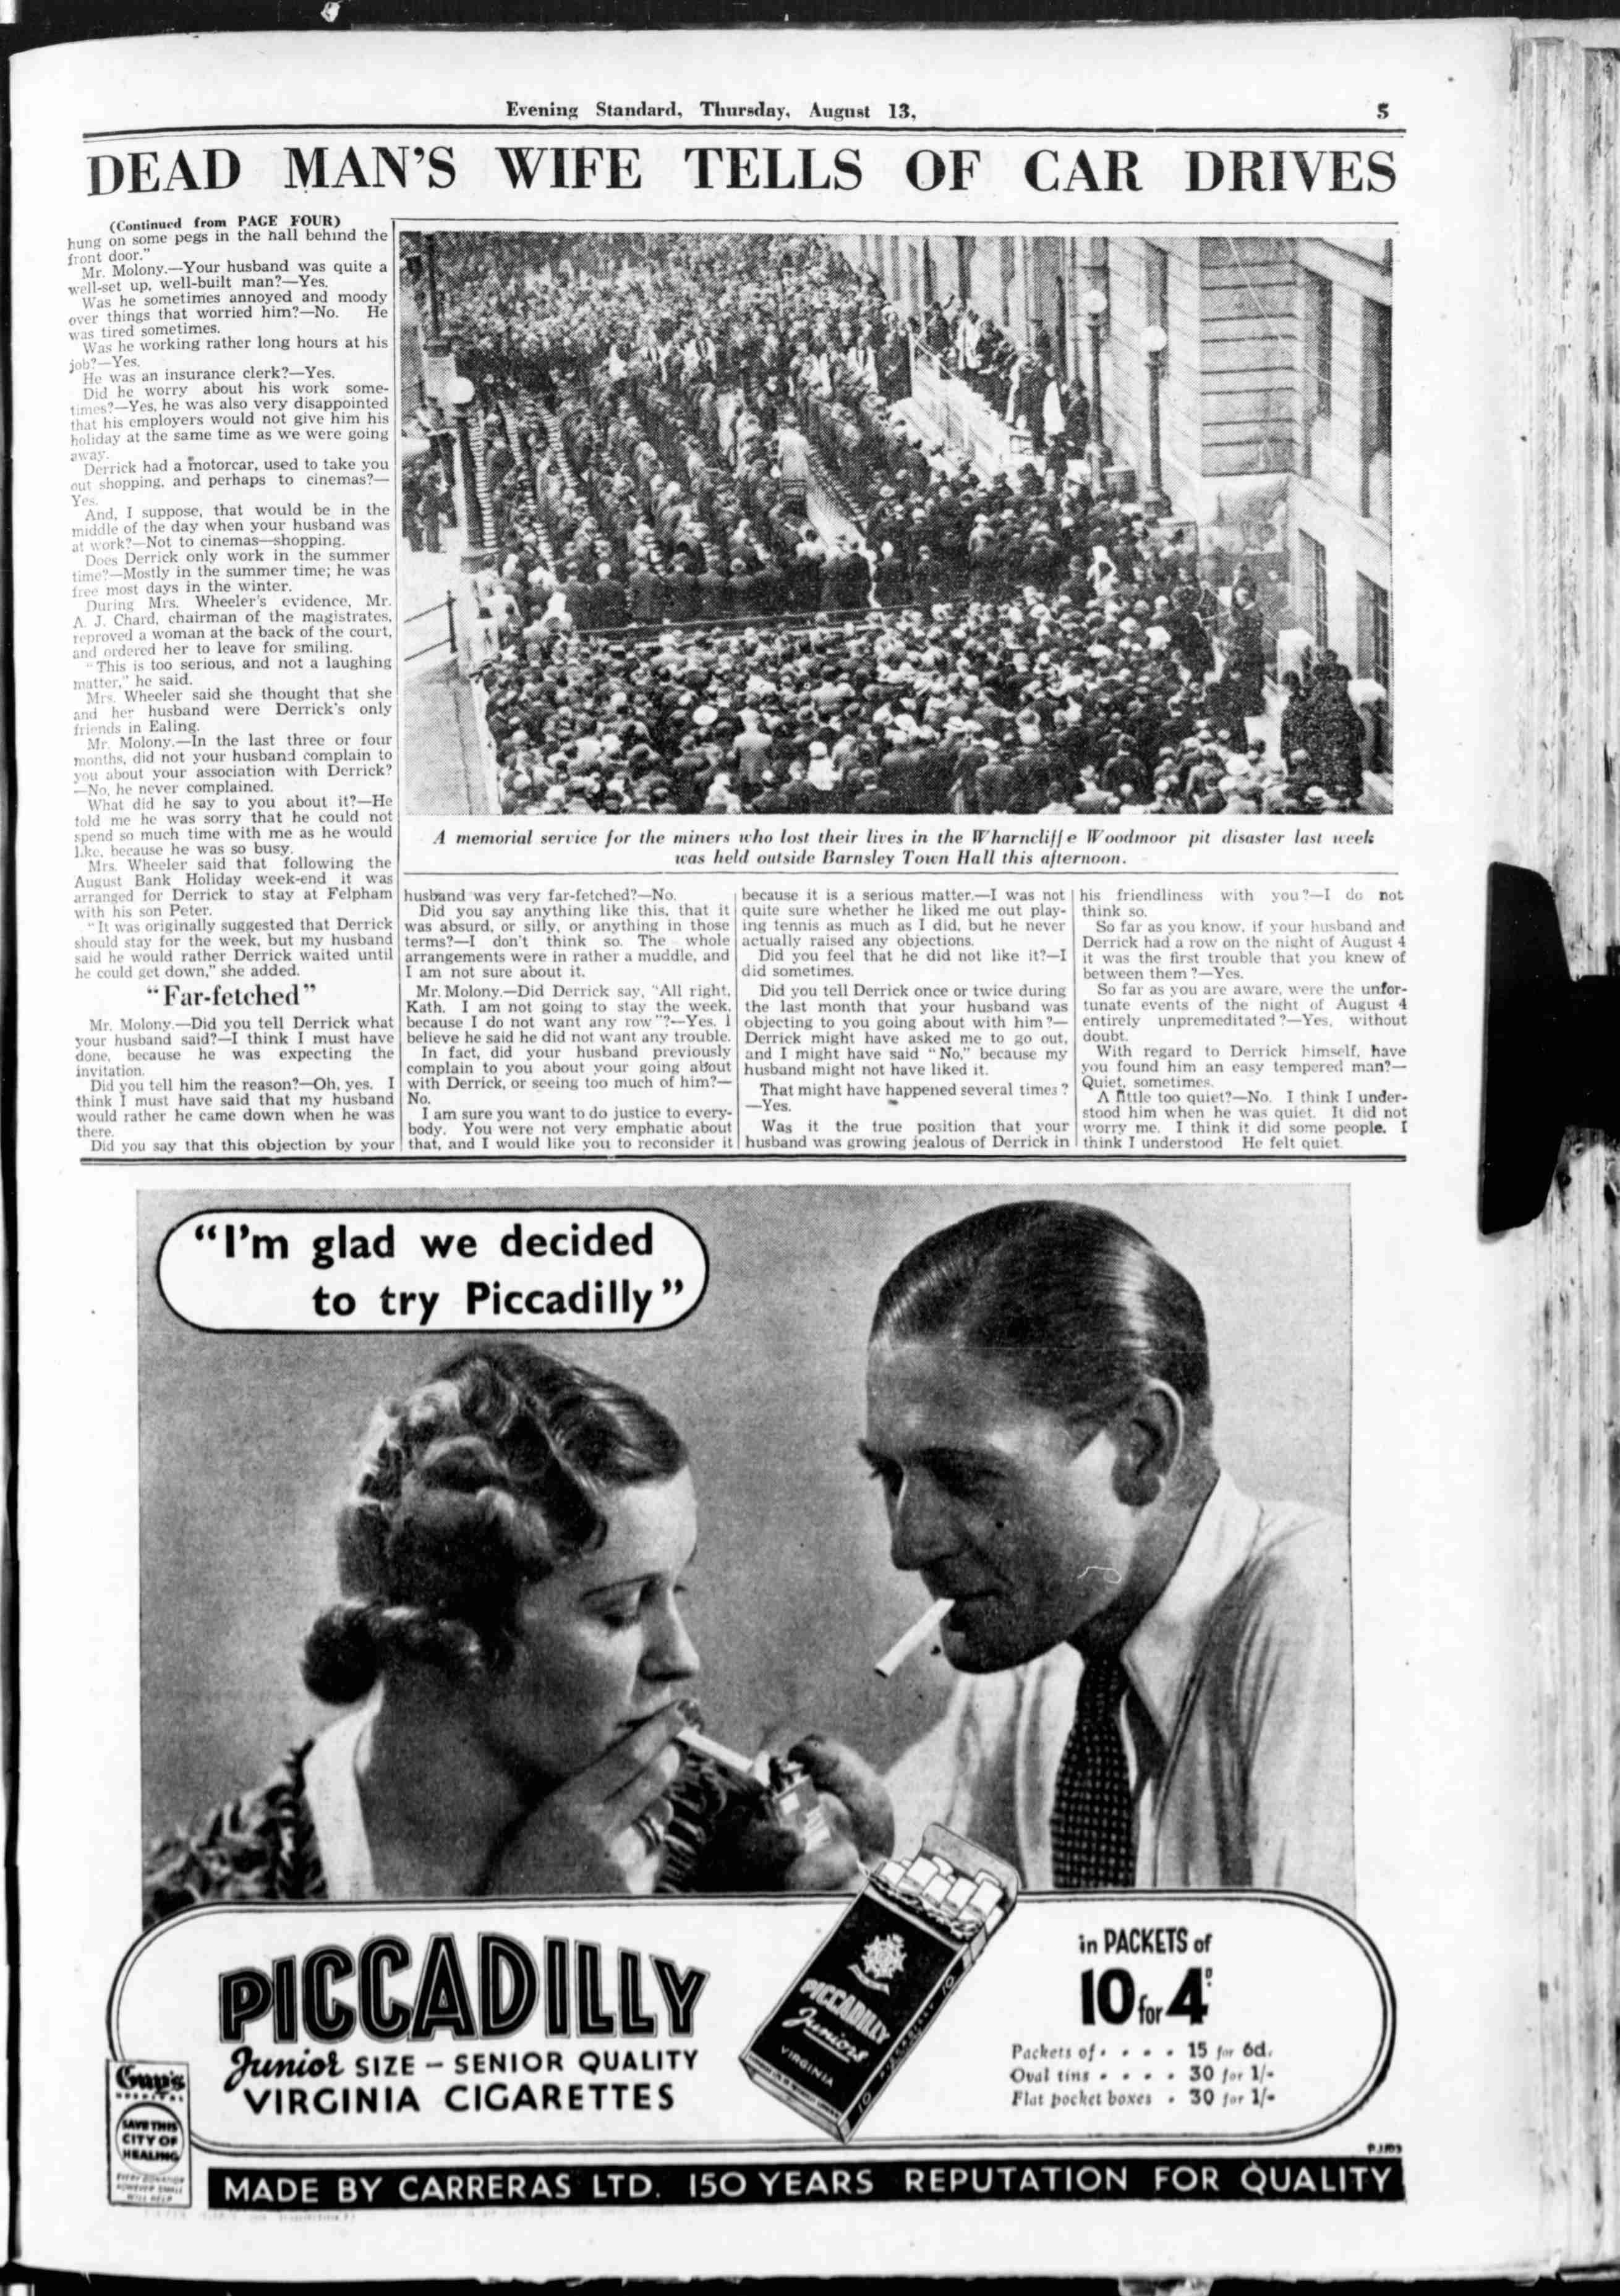 Evening Standard, Thursday, August 13,
5
DEAD MAN'S WIFE TELLS OF CAR DRIVES
(Continued from PAGE FOUR)
hung on some pegs in the hall behind the
front door."
Mr. Molony.—Your husband was quite a
well-set up, well-built man?—Yes.
Was he sometimes annoyed and moody
over things that worried him?—No. He
was tired sometimes.
Was he working rather long hours at his
job?—Yes.
He was an insurance clerk?—Yes.
Did he worry about his work some-
times?—Yes, he was also very disappointed
that his employers would not give him his
holiday at the same time as we were going
away.
Derrick had a motorcar, used to take you
out shopping, and perhaps to cinemas?—
Yes.
And, I suppose, that would be in the
middle of the day when your husband was
at work?—Not to cinemas—shopping.
Does Derrick only work in the summer
time?—Mostly in the summer time; he was
free most days in the winter.
During Mrs. Wheeler's evidence, Mr.
A. J. Chard, chairman of the magistrates,
reproved a woman at the back of the court,
and ordered her to leave for smiling.
"This is too serious, and not a laughing
matter," he said.
Mrs. Wheeler said she thought that she
and her husband were Derrick's only
friends in Ealing.
Mr. Molony.—In the last three or four
months, did not your husband complain to
you about your association with Derrick?
—No, he never complained.
What did he say to you about it?—He
told me he was sorry that he could not
spend so much time with me as he would
like, because he was so busy.
Mrs. Wheeler said that following the
August Bank Holiday week-end it was
arranged for Derrick to stay at Felpham
with his son Peter.
"It was originally suggested that Derrick
should stay for the week, but my husband
said he would rather Derrick waited until
he could get down," she added.
"Far-fetched"
Mr. Molony.—Did you tell Derrick what
your husband said?—I think I must have
done, because he was expecting the
invitation.
Did you tell him the reason?—Oh, yes. I
think I must have said that my husband
would rather he came down when he was
there.
Did you say that this objection by your
A memorial service for the miners who lost their lives in the Wharncliffe Woodmoor pit disaster last week
was held outside Barnsley Town Hall this afternoon.
husband was very far-fetched?—No.
Did you say anything like this, that it
was absurd, or silly, or anything in those
terms?—I don't think so. The whole
arrangements were in rather a muddle, and
I am not sure about it.
Mr. Molony.—Did Derrick say, "All right,
Kath. I am not going to stay the week,
because I do not want any row"?—Yes, I
believe he said he did not want any trouble.
In fact, did your husband previously
complain to you about your going about
with Derrick, or seeing too much of him?—
No.
I am sure you want to do justice to every-
body. You were not very emphatic about
that, and I would like you to reconsider it
because it is a serious matter.—I was not
quite sure whether he liked me out play-
ing tennis as much as I did, but he never
actually raised any objections.
Did you feel that he did not like it?—I
did sometimes.
Did you tell Derrick once or twice during
the last month that your husband was
objecting to you going about with him?—
Derrick might have asked me to go out,
and I might have said "No," because my
husband might not have liked it.
That might have happened several times?
—Yes.
Was it the true position that your
husband was growing jealous of Derrick in
his friendliness with you?—I do not
think so.
So far as you know, if your husband and
Derrick had a row on the night of August 4
it was the first trouble that you knew of
between them?—Yes.
So far as you are aware, were the unfor-
tunate events of the night of August 4
entirely unpremeditated?—Yes, without
doubt.
With regard to Derrick himself, have
you found him an easy tempered man?—
Quiet, sometimes.
A little too quiet?—No. I think I under-
stood him when he was quiet. It did not
worry me. I think it did some people. I
think I understood He felt quiet.
"I'm glad we decided
to try Piccadilly"
PICCADILLY
Junior SIZE – SENIOR QUALITY
VIRGINIA CIGARETTES
PICCADILLY
Juniors
VIRGINIA
10
10
in PACKETS of
10 for 4D.
Packets of . . . . 15 for 6d.
Oval tins . . . . 30 for 1/-
Flat pocket boxes . 30 for 1/-
Guy's
HOSPITAL
SAVE THIS
CITY OF
HEALING
EVERY DONATION
HOWEVER SMALL
WILL HELP
MADE BY CARRERAS LTD. 150 YEARS REPUTATION FOR QUALITY